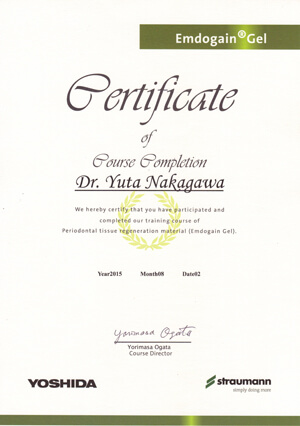 Emdogain®Gel
Certificate
of
Course Completion
Dr. Yuta Nakagawa
We hereby certify that you have participated and
completed our training course of
Periodontal tissue regeneration material (Emdogain Gel).
Year2015 Month08 Date02
Yorimasa Ogata
Yorimasa Ogata
Course Director
YOSHIDA
straumann
simply doing more